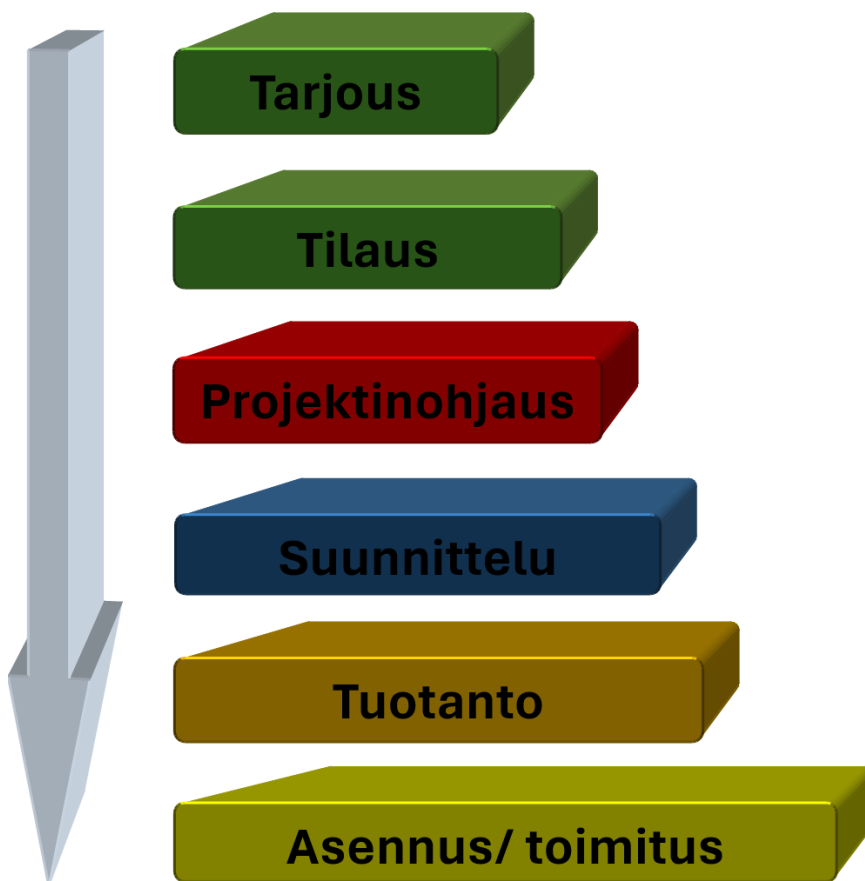 Tarjous
Tilaus
Projektinohjaus
Suunnittelu
Tuotanto
Asennus/ toimitus